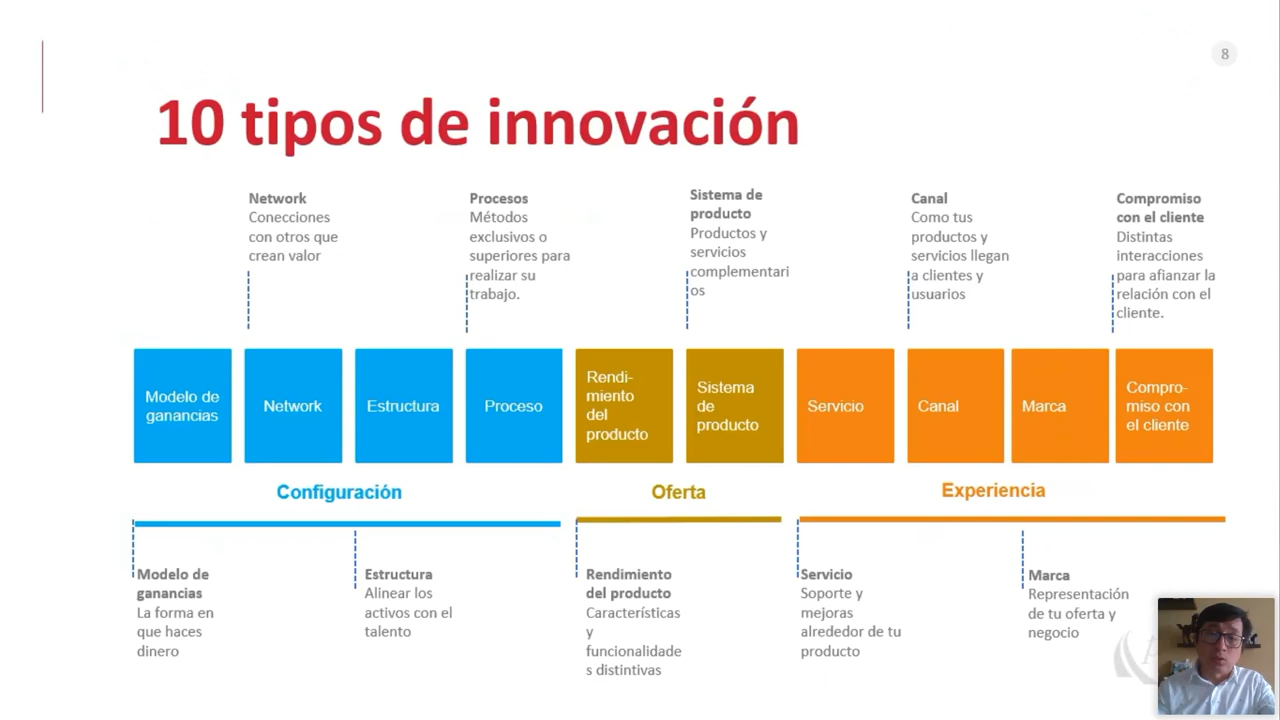 8
10 tipos de innovación
Network
Conecciones
con otros que
crean valor
Procesos
Métodos
exclusivos o
superiores para
realizar su
trabajo.
Sistema de
producto
Productos y
servicios
complementari
os
Canal
Como tus
productos y
servicios llegan
a clientes y
usuarios
Compromiso
con el cliente
Distintas
interacciones
para afianzar la
relación con el
cliente.
Modelo de
ganancias
Network
Estructura
Proceso
Rendi-
miento
del
producto
Sistema
de
producto
Servicio
Canal
Marca
Compro-
miso con
el cliente
Configuración
Oferta
Experiencia
Modelo de
ganancias
La forma en
que haces
dinero
Estructura
Alinear los
activos con el
talento
Rendimiento
del producto
Características
y
funcionalidade
s distintivas
Servicio
Soporte y
mejoras
alrededor de tu
producto
Marca
Representación
de tu oferta y
negocio